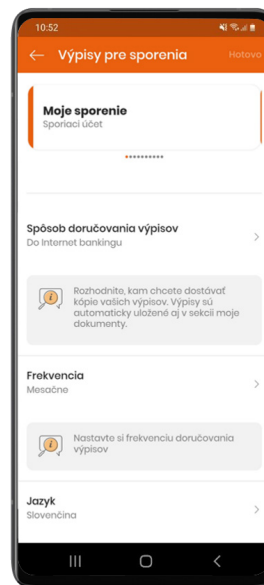 10:52
Výpisy pre sporenia
Hotovo
Moje sporenie
Sporiaci účet
Spôsob doručovania výpisov
Do Internet bankingu
Rozhodnite, kam chcete dostávať
kópie vašich výpisov. Výpisy sú
automaticky uložené aj v sekcii moje
dokumenty.
Frekvencia
Mesačne
Nastavte si frekvenciu doručovania
výpisov
Jazyk
Slovenčina